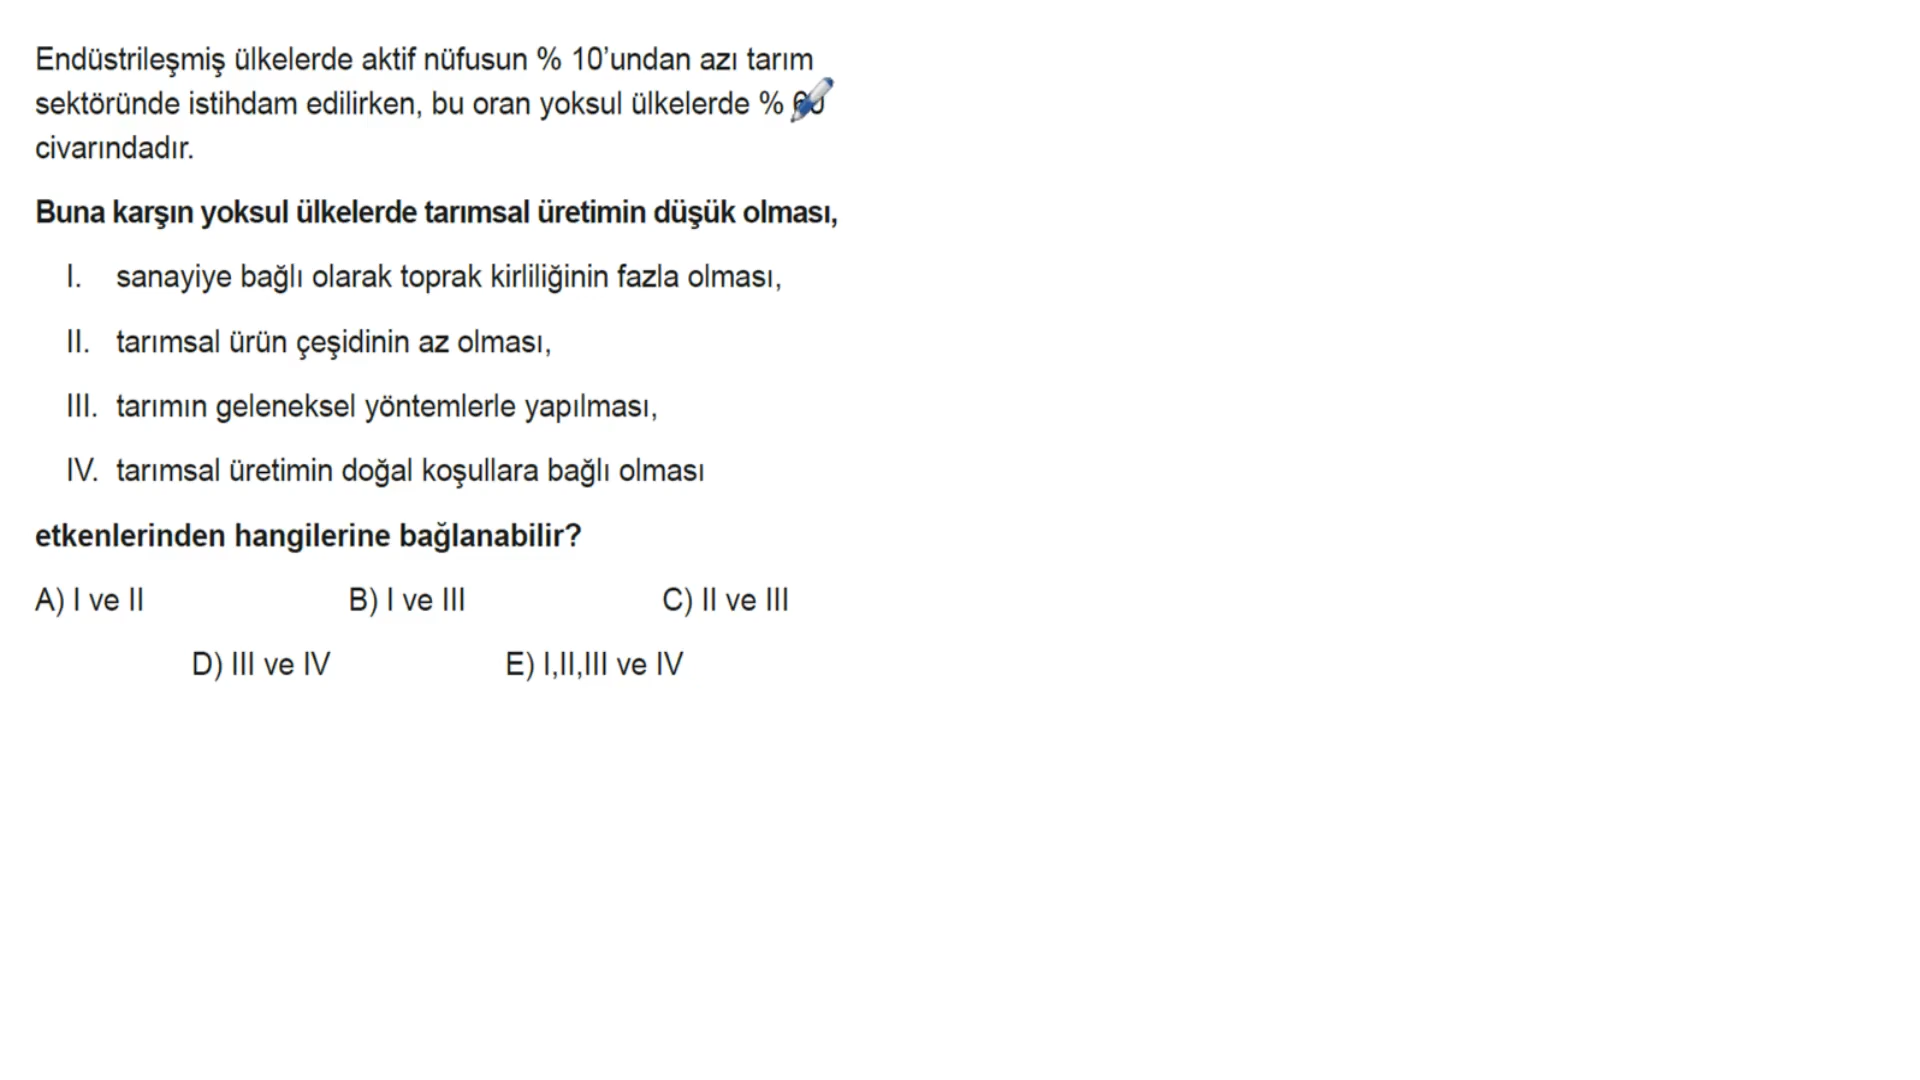 Endüstrileşmiş ülkelerde aktif nüfusun % 10’undan azı tarım
sektöründe istihdam edilirken, bu oran yoksul ülkelerde % 60
civarındadır.
Buna karşın yoksul ülkelerde tarımsal üretimin düşük olması,
I. sanayiye bağlı olarak toprak kirliliğinin fazla olması,
II. tarımsal ürün çeşidinin az olması,
III. tarımın geleneksel yöntemlerle yapılması,
IV. tarımsal üretimin doğal koşullara bağlı olması
etkenlerinden hangilerine bağlanabilir?
A) I ve II B) I ve III C) II ve III
D) III ve IV E) I,II,III ve IV